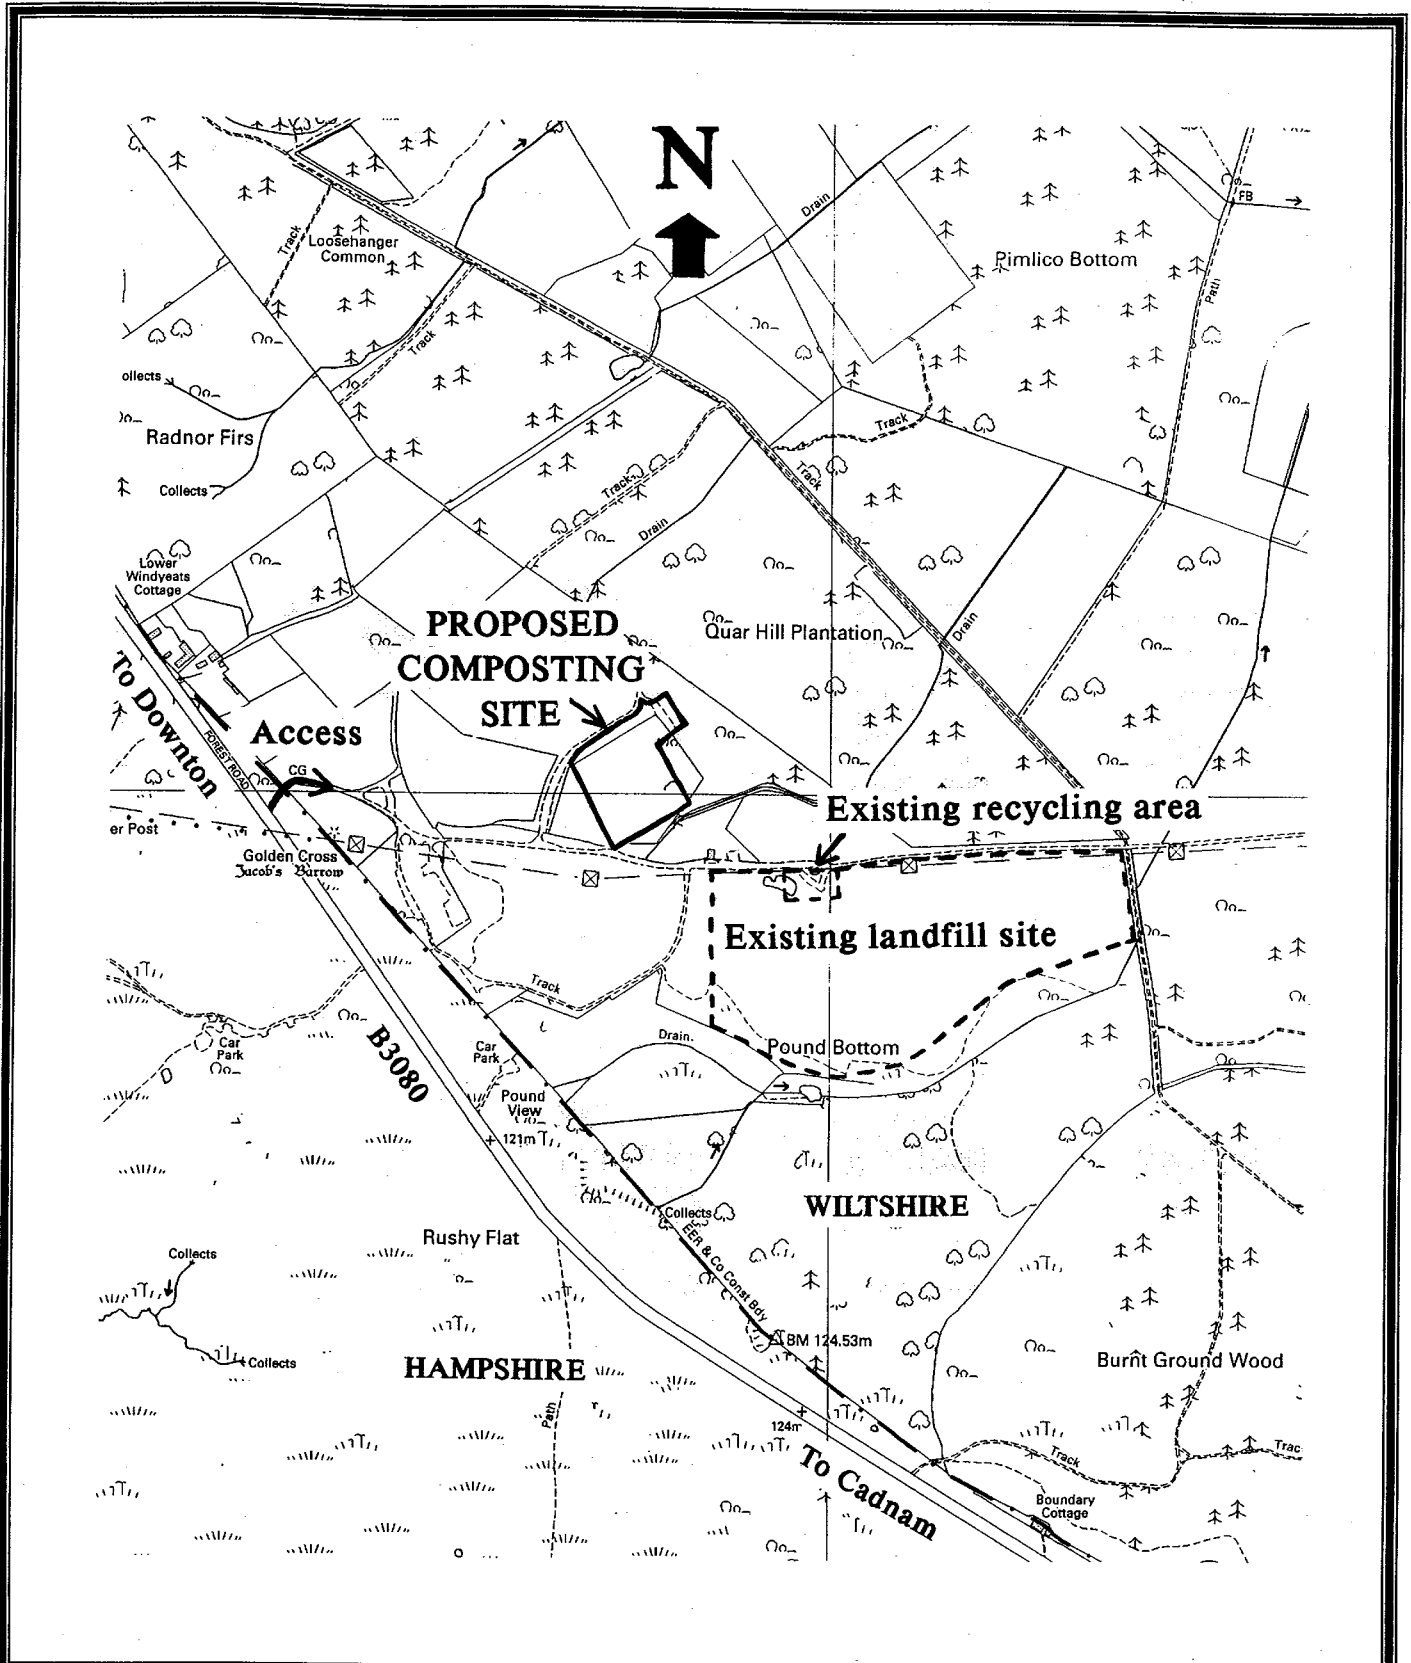 N
Drain
FB
Track
Loosehanger
Common
Pimlico Bottom
Path
Track
ollects
Radnor Firs
Track
Collects
Track
Track
Drain
Lower
Windyeats
Cottage
Drain
PROPOSED
COMPOSTING
SITE
Quar Hill Plantation
To Downton
FOREST ROAD
Access
CG
Existing recycling area
er Post
Golden Cross
Jacob's Barrow
Existing landfill site
Track
Car
Park
B3080
Car
Park
Drain
Pound Bottom
Pound
View
121m
WILTSHIRE
Collects
Rushy Flat
EER & Co Const Bdy
Collects
BM 124.53m
Collects
HAMPSHIRE
Burnt Ground Wood
Path
124m
To Cadnam
Track
Trac
Boundary
Cottage